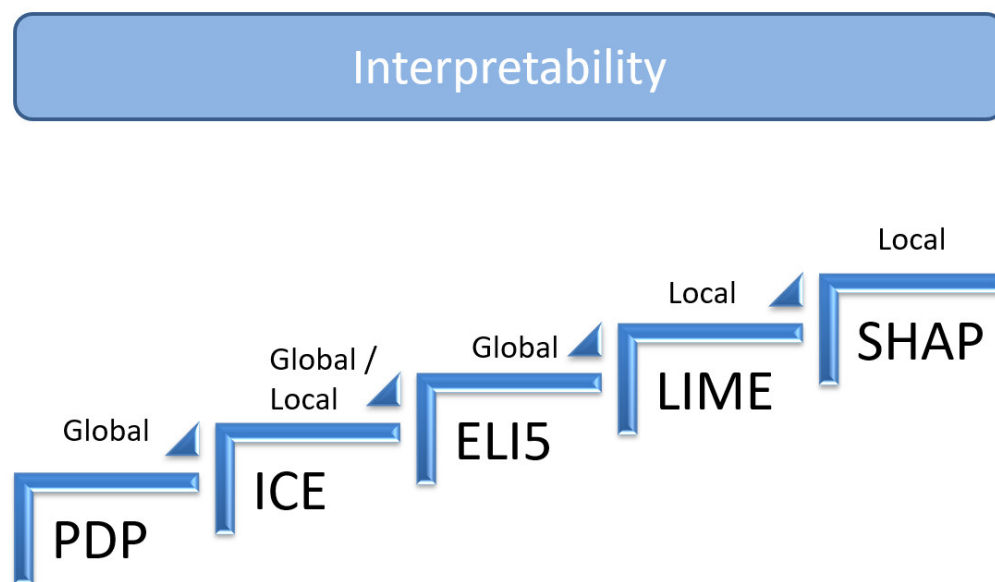 Interpretability
Global
PDP
Global /
Local
ICE
Global
ELI5
Local
LIME
Local
SHAP